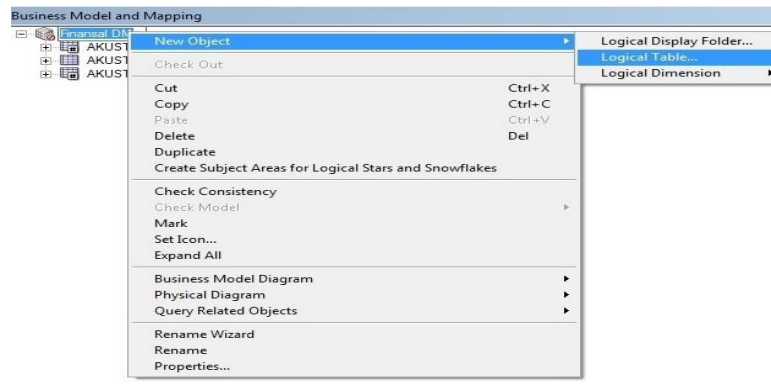 Business Model and Mapping
Finansal DM
AKUST
AKUST
AKUST
New Object
Check Out
Cut Ctrl+X
Copy Ctrl+C
Paste Ctrl+V
Delete Del
Duplicate
Create Subject Areas for Logical Stars and Snowflakes
Check Consistency
Check Model
Mark
Set Icon...
Expand All
Business Model Diagram
Physical Diagram
Query Related Objects
Rename Wizard
Rename
Properties...
Logical Display Folder...
Logical Table...
Logical Dimension